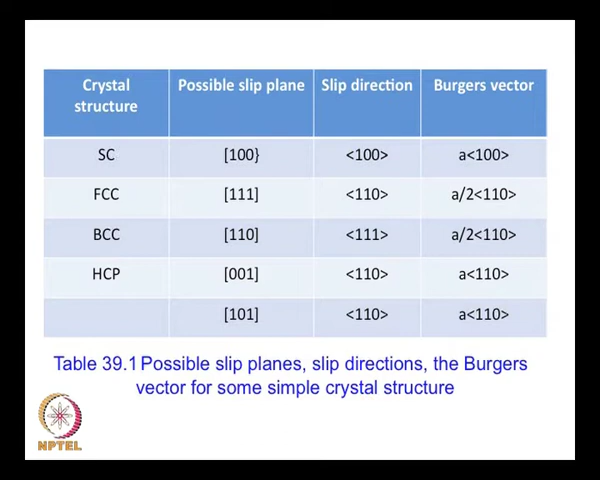 Crystal structure | Possible slip plane | Slip direction | Burgers vector
SC | [100} | <100> | a<100>
FCC | [111] | <110> | a/2<110>
BCC | [110] | <111> | a/2<110>
HCP | [001] | <110> | a<110>
[101] | <110> | a<110>
Table 39.1 Possible slip planes, slip directions, the Burgers
vector for some simple crystal structure
NPTEL